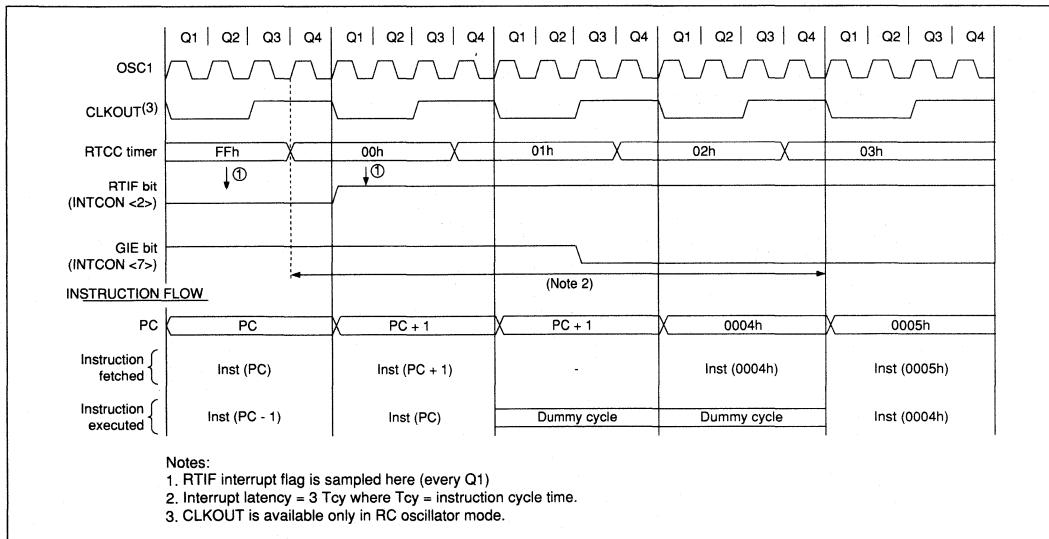 Q1 | Q2 | Q3 | Q4 Q1 | Q2 | Q3 | Q4 Q1 | Q2 | Q3 | Q4 Q1 | Q2 | Q3 | Q4 Q1 | Q2 | Q3 | Q4
OSC1
CLKOUT(3)
RTCC timer FFh 00h 01h 02h 03h
① ①
RTIF bit
(INTCON <2>)
GIE bit
(INTCON <7>)
(Note 2)
INSTRUCTION FLOW
PC PC PC + 1 PC + 1 0004h 0005h
Instruction
fetched
Inst (PC) Inst (PC + 1) - Inst (0004h) Inst (0005h)
Instruction
executed
Inst (PC - 1) Inst (PC) Dummy cycle Dummy cycle Inst (0004h)
Notes:
1. RTIF interrupt flag is sampled here (every Q1)
2. Interrupt latency = 3 Tcy where Tcy = instruction cycle time.
3. CLKOUT is available only in RC oscillator mode.